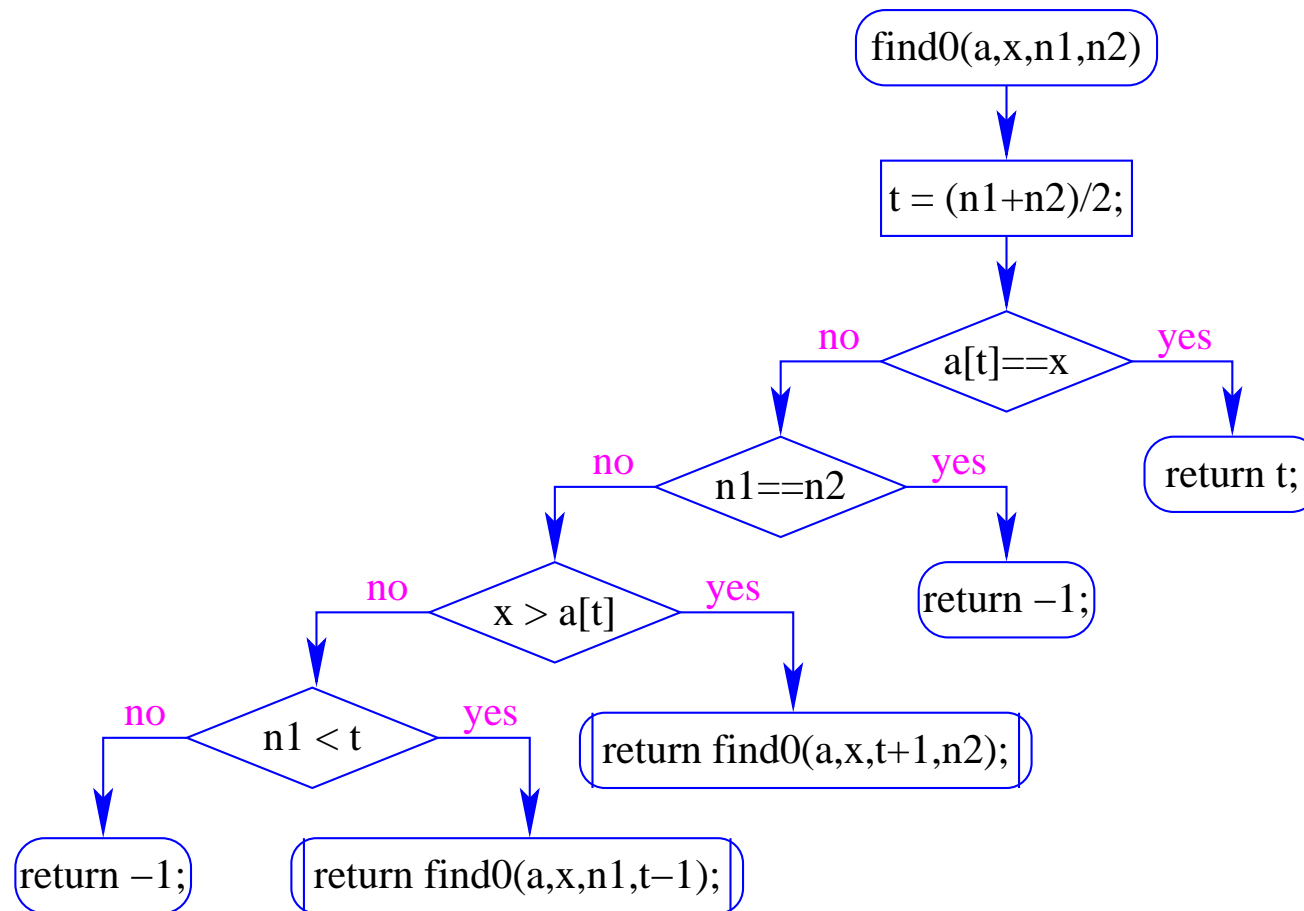 find0(a,x,n1,n2)
t = (n1+n2)/2;
no
yes
a[t]==x
no
yes
n1==n2
return t;
no
yes
x > a[t]
return −1;
no
yes
n1 < t
return find0(a,x,t+1,n2);
return −1;
return find0(a,x,n1,t−1);